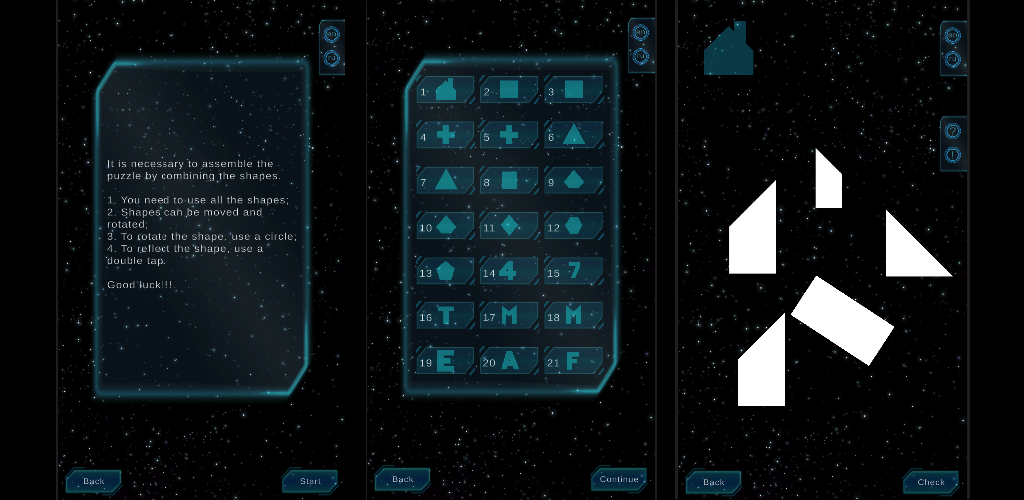 It is necessary to assemble the
puzzle by combining the shapes.
1. You need to use all the shapes;
2. Shapes can be moved and
rotated;
3. To rotate the shape, use a circle;
4. To reflect the shape, use a
double tap.
Good luck!!!
Back
Start
1
2
3
4
5
6
7
8
9
10
11
12
13
14 4
15 7
16 T
17 M
18 M
19 E
20 A
21 F
Back
Continue
?
!
Back
Check